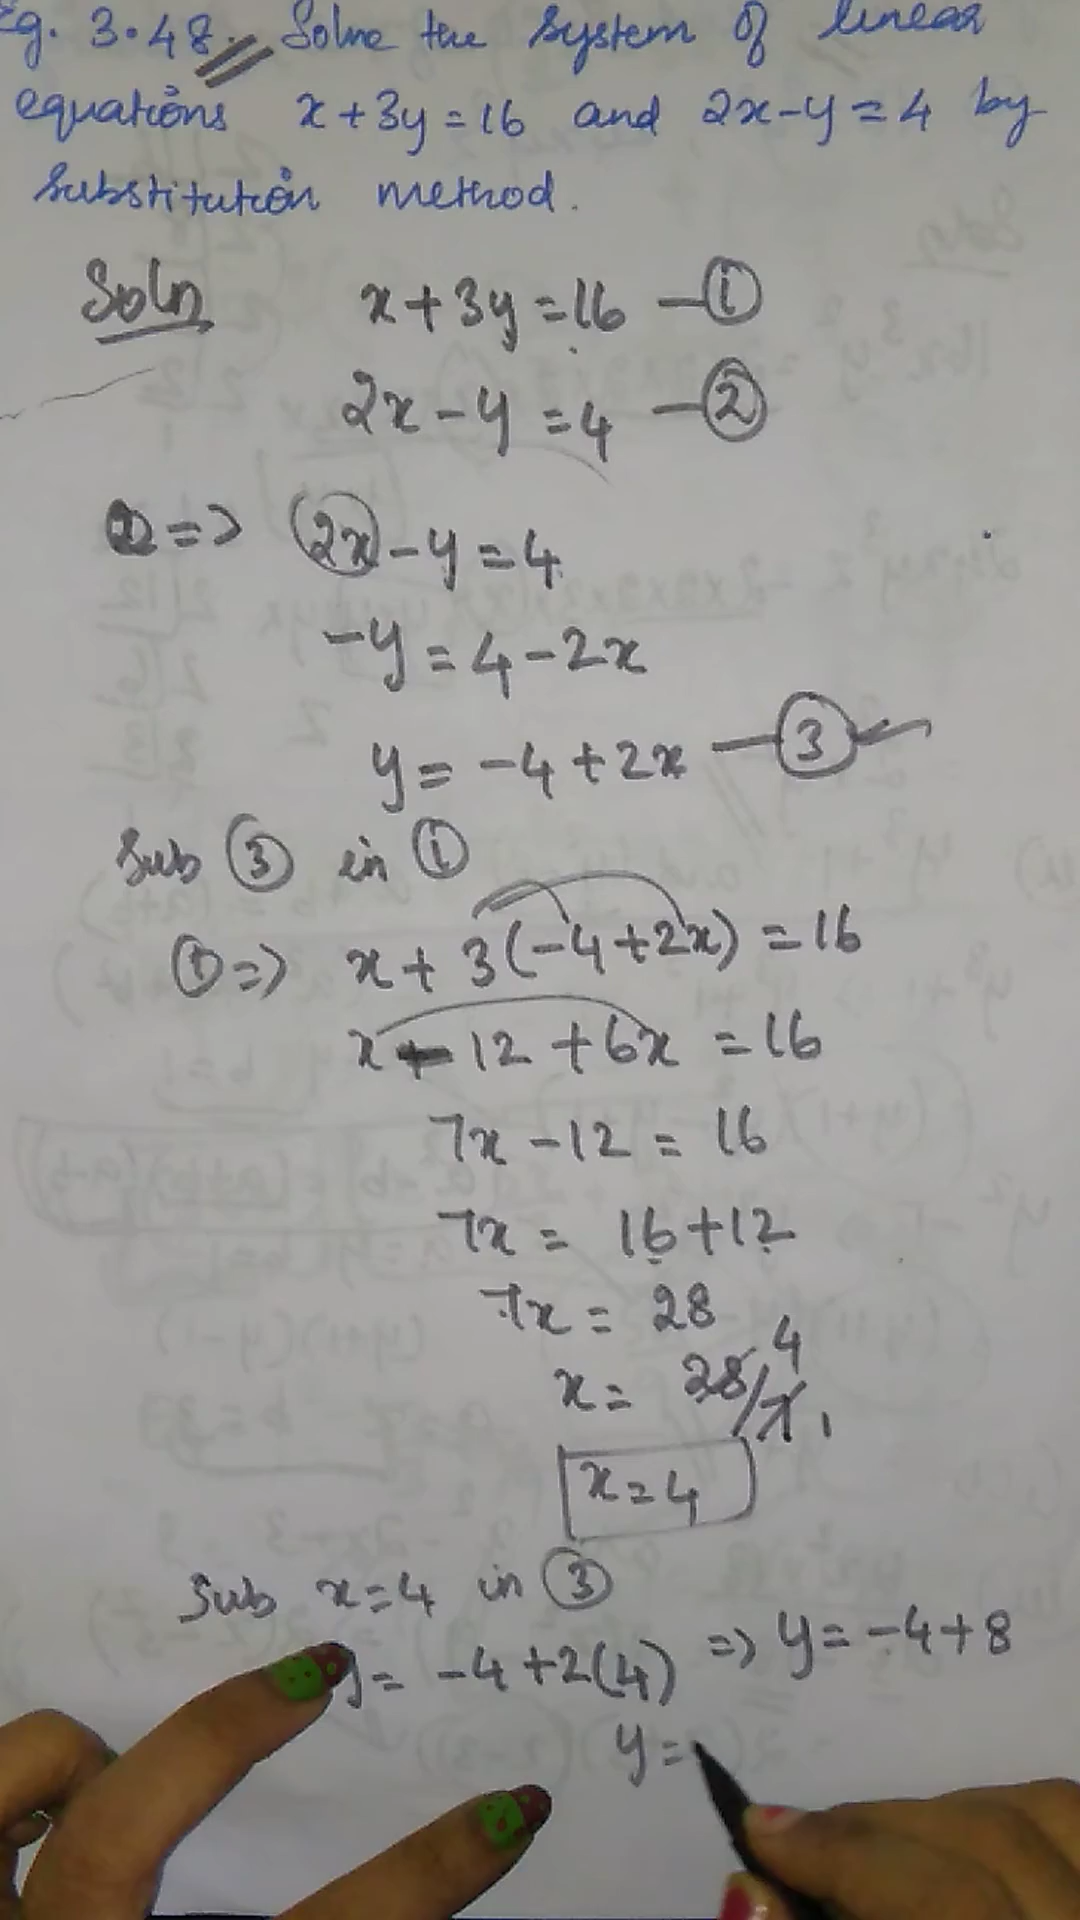 Eg. 3.48. Solve the system of linear
equations x+3y=16 and 2x-y=4 by
substitution method.
Soln x+3y=16 —①
2x-y=4 —②
2=> 2x-y=4
-y=4-2x
y=-4+2x —③
Sub ③ in ①
①=> x+3(-4+2x)=16
x-12+6x=16
7x-12=16
7x=16+12
7x=28
x=28/7 4 1
x=4
Sub x=4 in ③
y=-4+2(4) => y=-4+8
y=